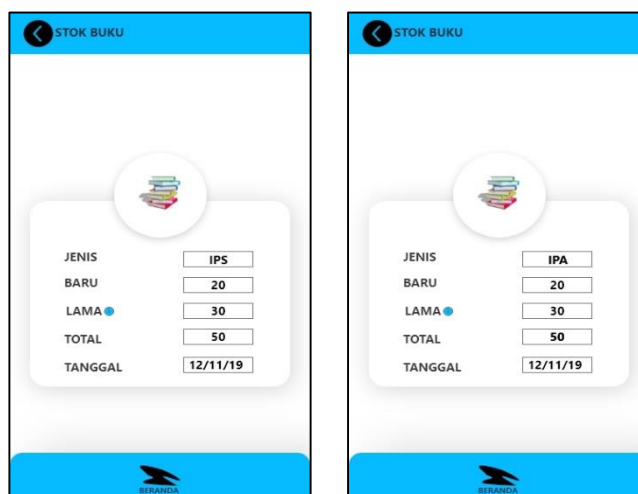 STOK BUKU
JENIS IPS
BARU 20
LAMA 30
TOTAL 50
TANGGAL 12/11/19
BERANDA
STOK BUKU
JENIS IPA
BARU 20
LAMA 30
TOTAL 50
TANGGAL 12/11/19
BERANDA